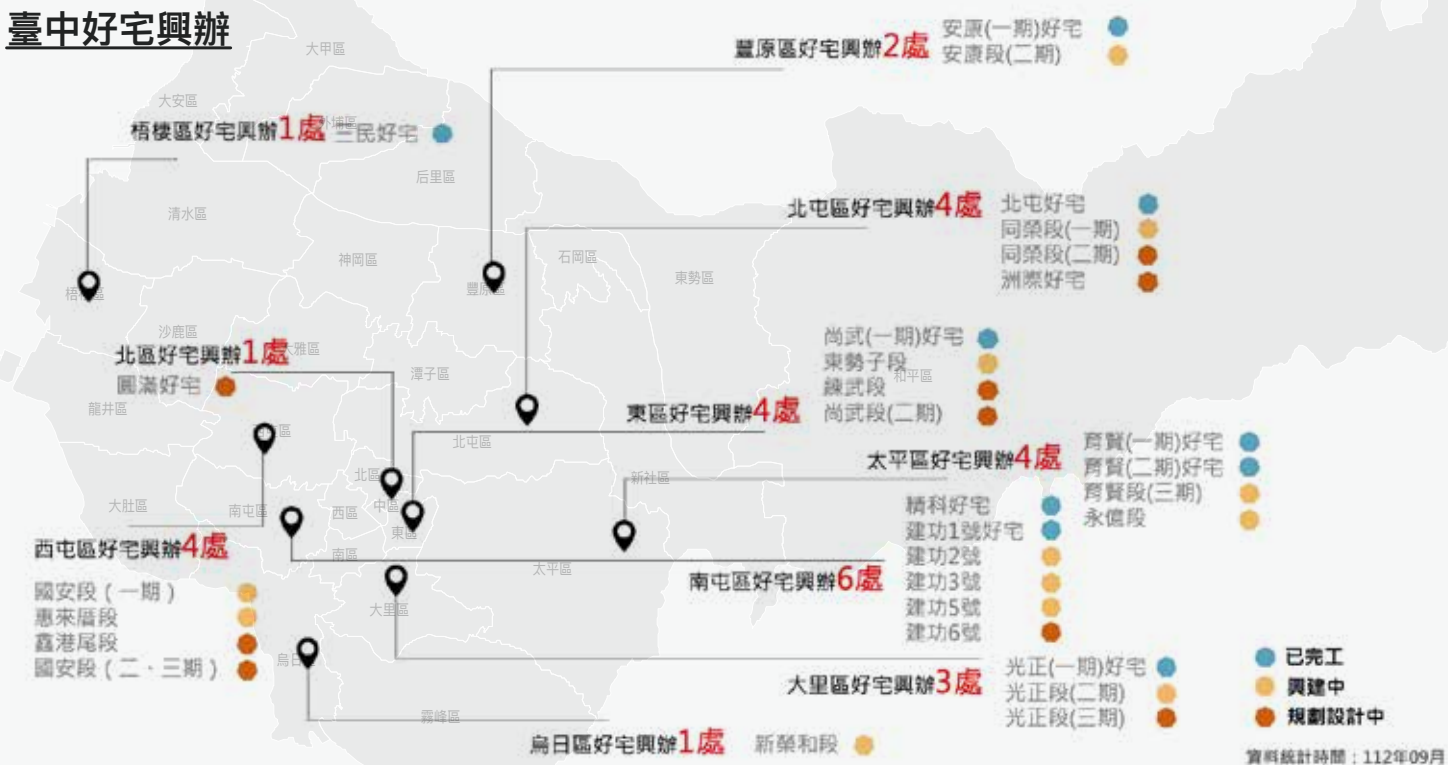 臺中好宅興辦
大甲區
豐原區好宅興辦2處
安康(一期)好宅
安康段(二期)
大安區
外埔區
梧棲區好宅興辦1處 三民好宅
后里區
清水區
北屯區好宅興辦4處
北屯好宅
同榮段(一期)
同榮段(二期)
洲際好宅
神岡區
石岡區
東勢區
豐原區
沙鹿區
大雅區
北區好宅興辦1處
圓滿好宅
潭子區
和平區
龍井區
東區好宅興辦4處
尚武(一期)好宅
東勢子段
練武段
尚武段(二期)
北屯區
太平區好宅興辦4處
育賢(一期)好宅
育賢(二期)好宅
育賢段(三期)
永億段
北區
新社區
大肚區
南屯區
西區
中區
東區
南區
太平區
西屯區好宅興辦4處
國安段(一期)
惠來厝段
鑫港尾段
國安段(二、三期)
南屯區好宅興辦6處
精科好宅
建功1號好宅
建功2號
建功3號
建功5號
建功6號
大里區
大里區好宅興辦3處
光正(一期)好宅
光正段(二期)
光正段(三期)
霧峰區
烏日區好宅興辦1處 新榮和段
已完工
興建中
規劃設計中
資料統計時間：112年09月